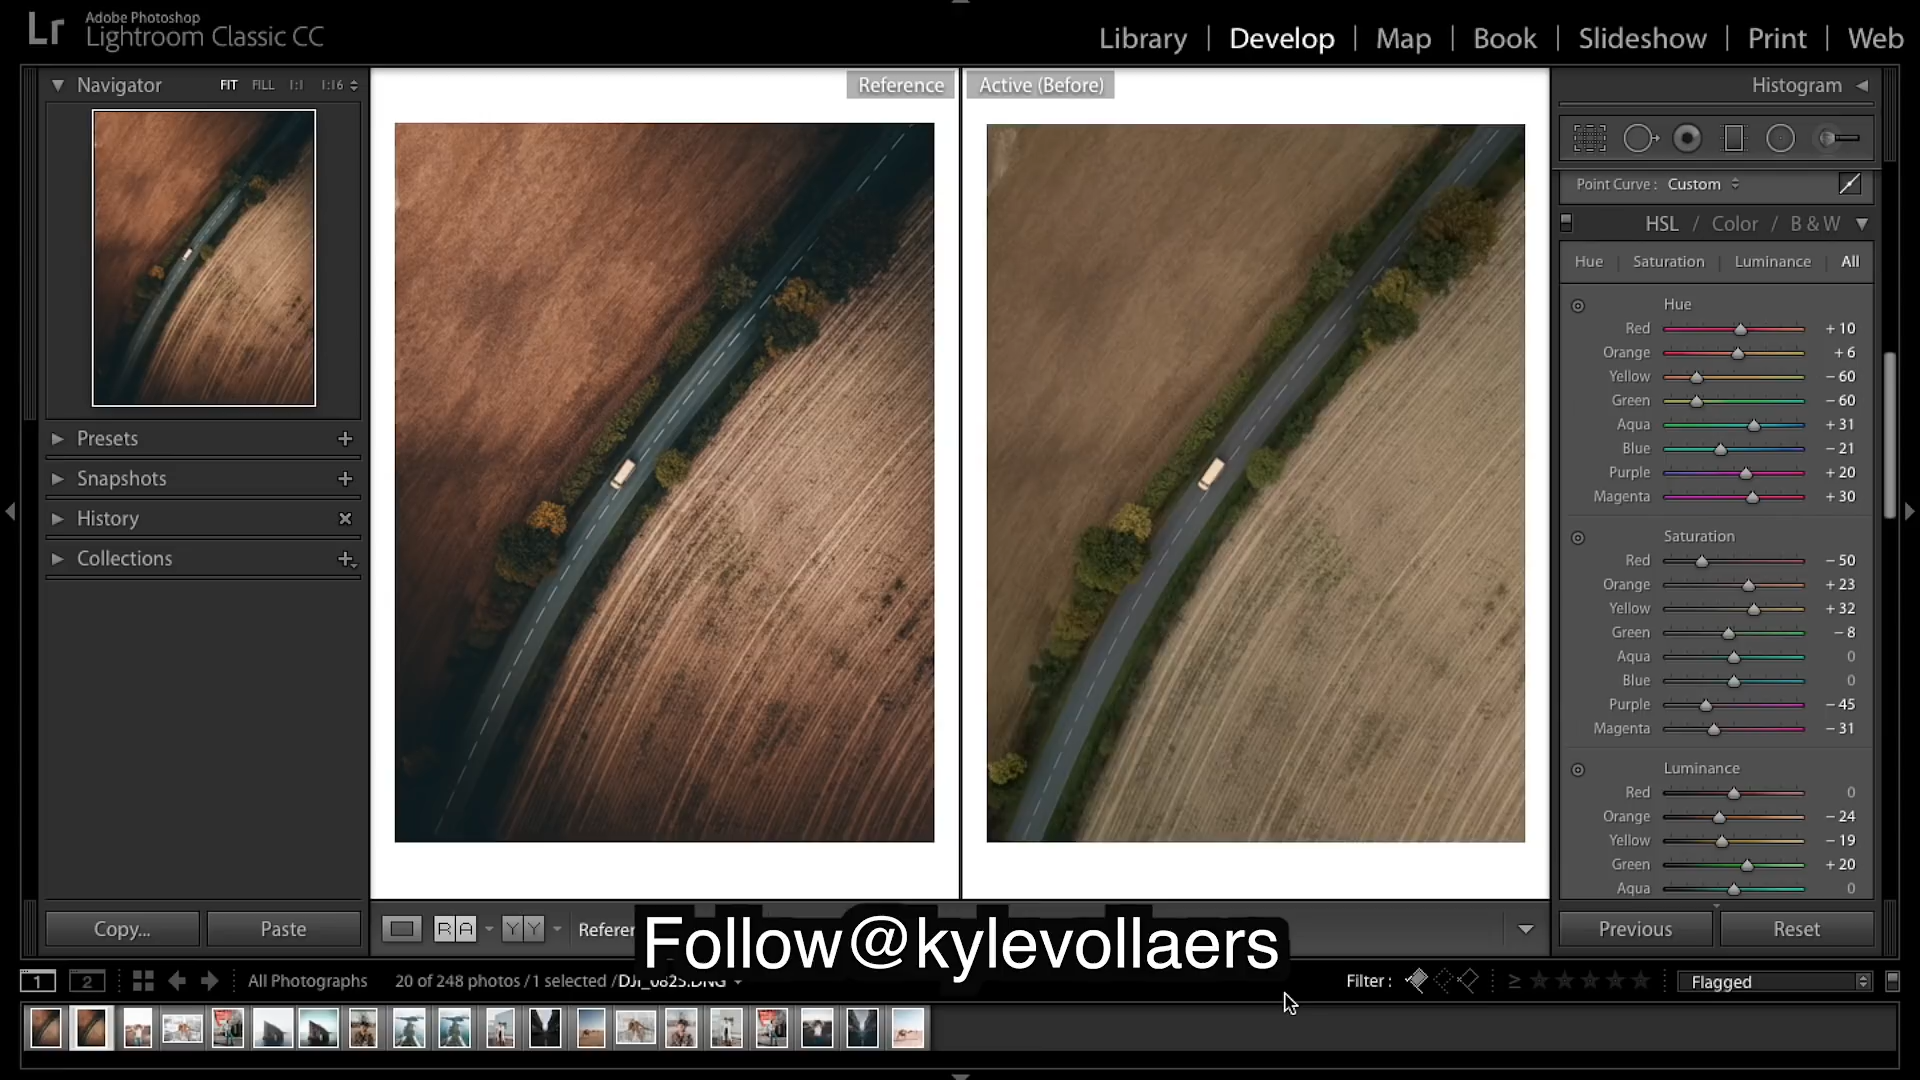 Lr Adobe Photoshop
Lightroom Classic CC
Library | Develop | Map | Book | Slideshow | Print | Web
Navigator FIT FILL 1:1 1:16
Reference
Active (Before)
Histogram
Point Curve : Custom
HSL / Color / B & W
Hue Saturation Luminance All
Hue
Red + 10
Orange + 6
Yellow - 60
Green - 60
Aqua + 31
Blue - 21
Purple + 20
Magenta + 30
Saturation
Red - 50
Orange + 23
Yellow + 32
Green - 8
Aqua 0
Blue 0
Purple - 45
Magenta - 31
Luminance
Red 0
Orange - 24
Yellow - 19
Green + 20
Aqua 0
Presets
Snapshots
History
Collections
Copy... Paste
R A Y Y
Follow@kylevollaers
Previous Reset
1 2 All Photographs 20 of 248 photos /1 selected /
Filter : Flagged